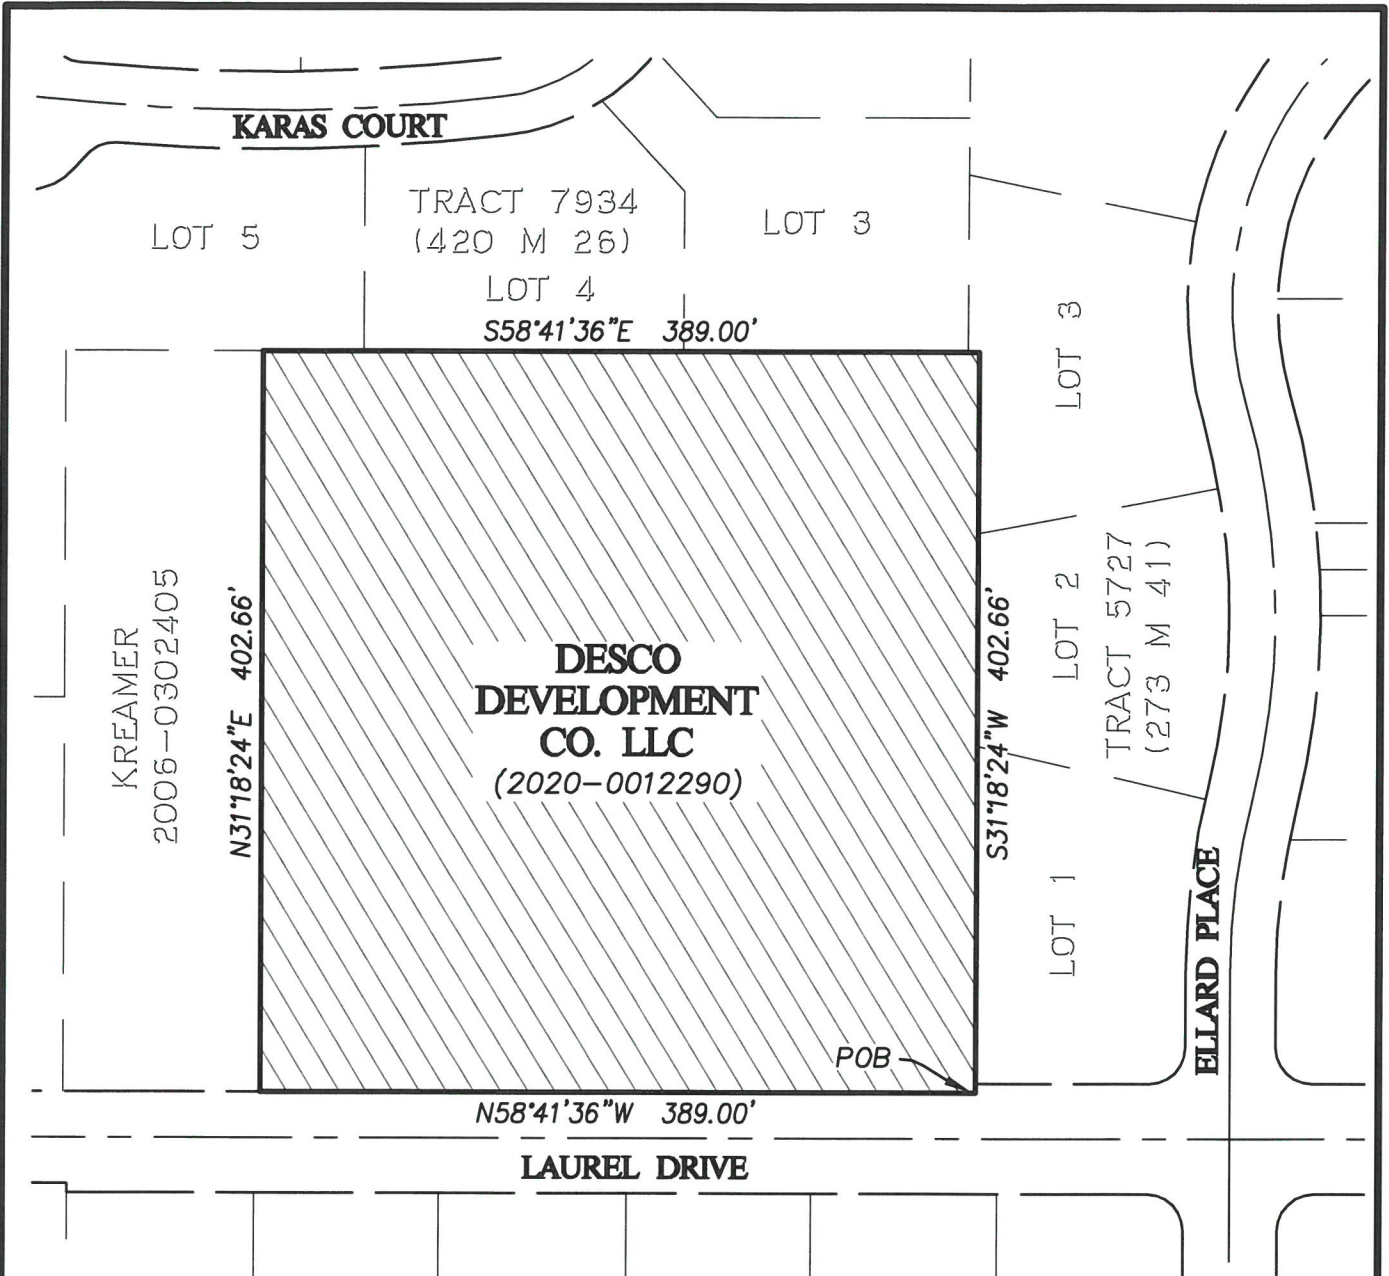 KARAS COURT
TRACT 7934
(420 M 26)
LOT 5
LOT 3
LOT 4
S58°41'36"E 389.00'
LOT 3
KREAMER
2006-0302405
N31°18'24"E 402.66'
DESCO
DEVELOPMENT
CO. LLC
(2020-0012290)
S31°18'24"W 402.66'
LOT 2
TRACT 5727
(273 M 41)
LOT 1
ELLARD PLACE
POB
N58°41'36"W 389.00'
LAUREL DRIVE